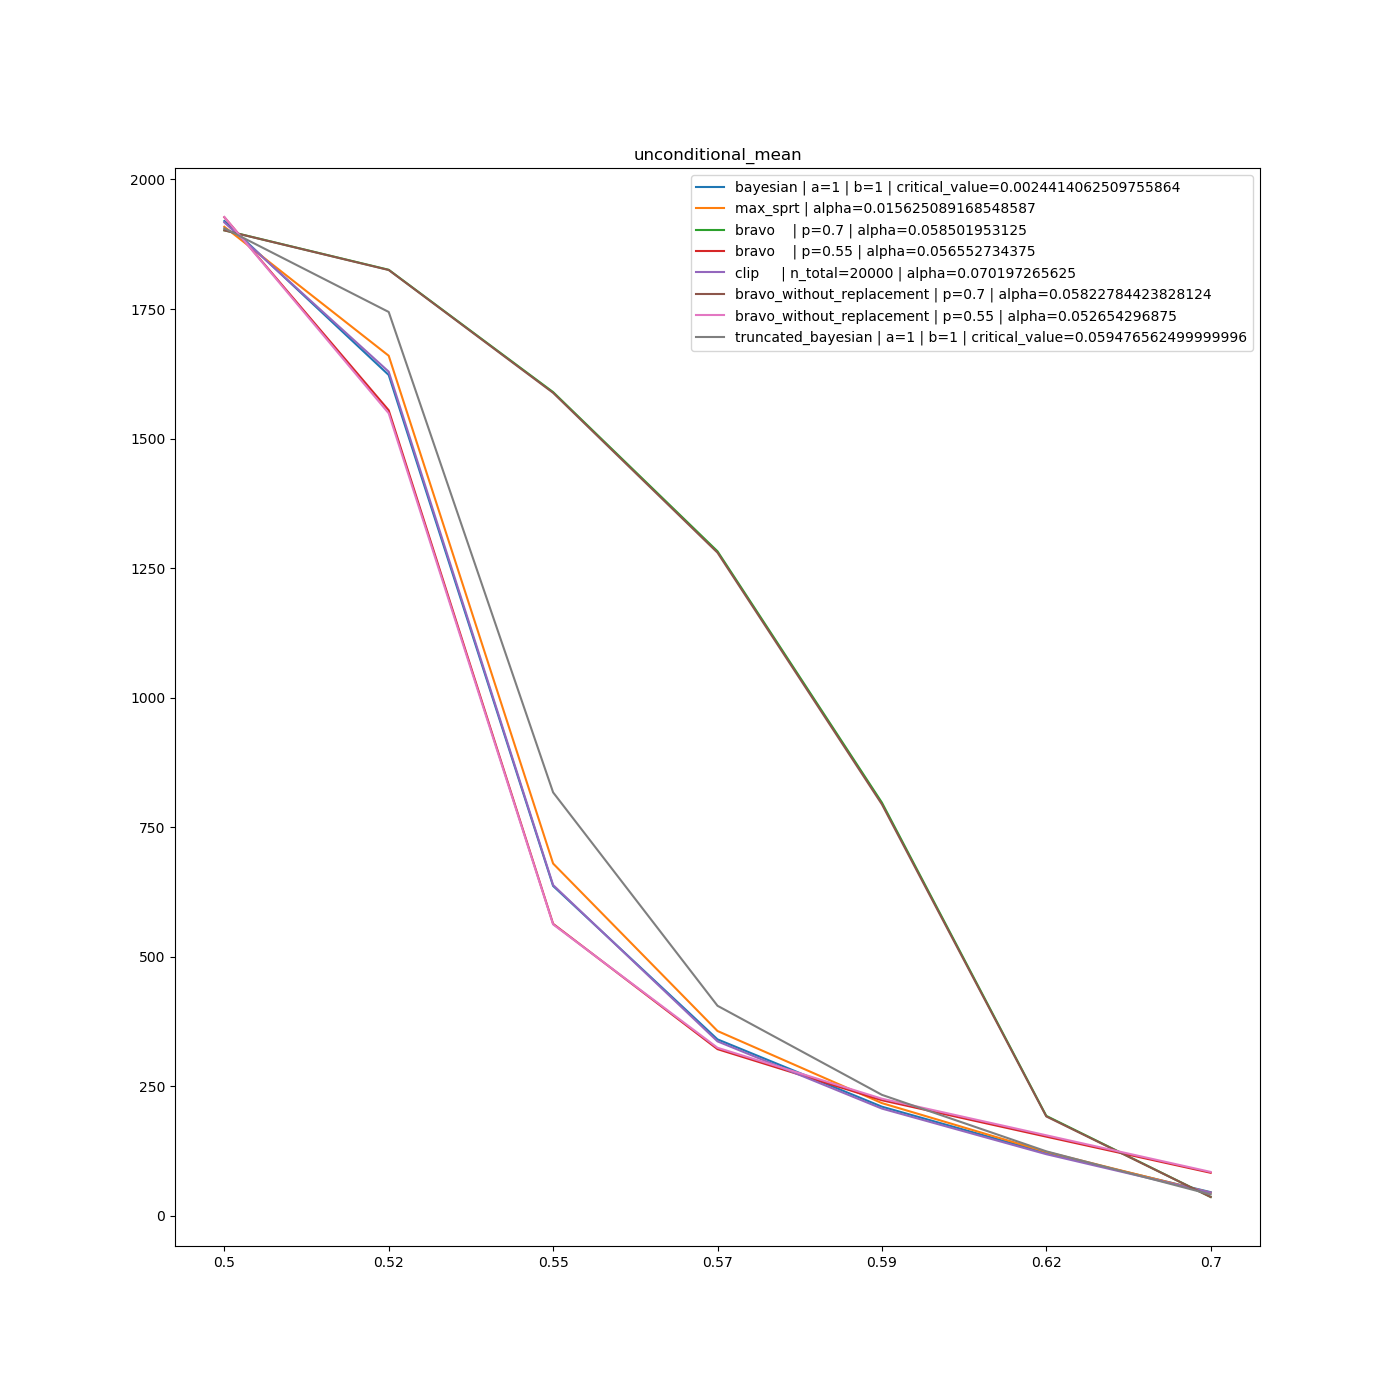 unconditional_mean
2000
1750
1500
1250
1000
750
500
250
0
bayesian | a=1 | b=1 | critical_value=0.0024414062509755864
max_sprt | alpha=0.015625089168548587
bravo    | p=0.7 | alpha=0.058501953125
bravo    | p=0.55 | alpha=0.056552734375
clip     | n_total=20000 | alpha=0.070197265625
bravo_without_replacement | p=0.7 | alpha=0.05822784423828124
bravo_without_replacement | p=0.55 | alpha=0.052654296875
truncated_bayesian | a=1 | b=1 | critical_value=0.059476562499999996
0.5 0.52 0.55 0.57 0.59 0.62 0.7